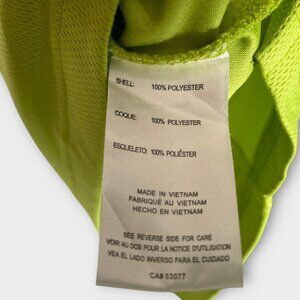 SHELL: 100% POLYESTER
COQUE: 100% POLYESTER
ESQUELETO: 100% POLIÉSTER
MADE IN VIETNAM
FABRIQUÉ AU VIETNAM
HECHO EN VIETNAM
SEE REVERSE SIDE FOR CARE
VOIR AU DOS POUR LA NOTICE D'UTILISATION
VEA EL LADO INVERSO PARA EL CUIDADO
CA# 53077